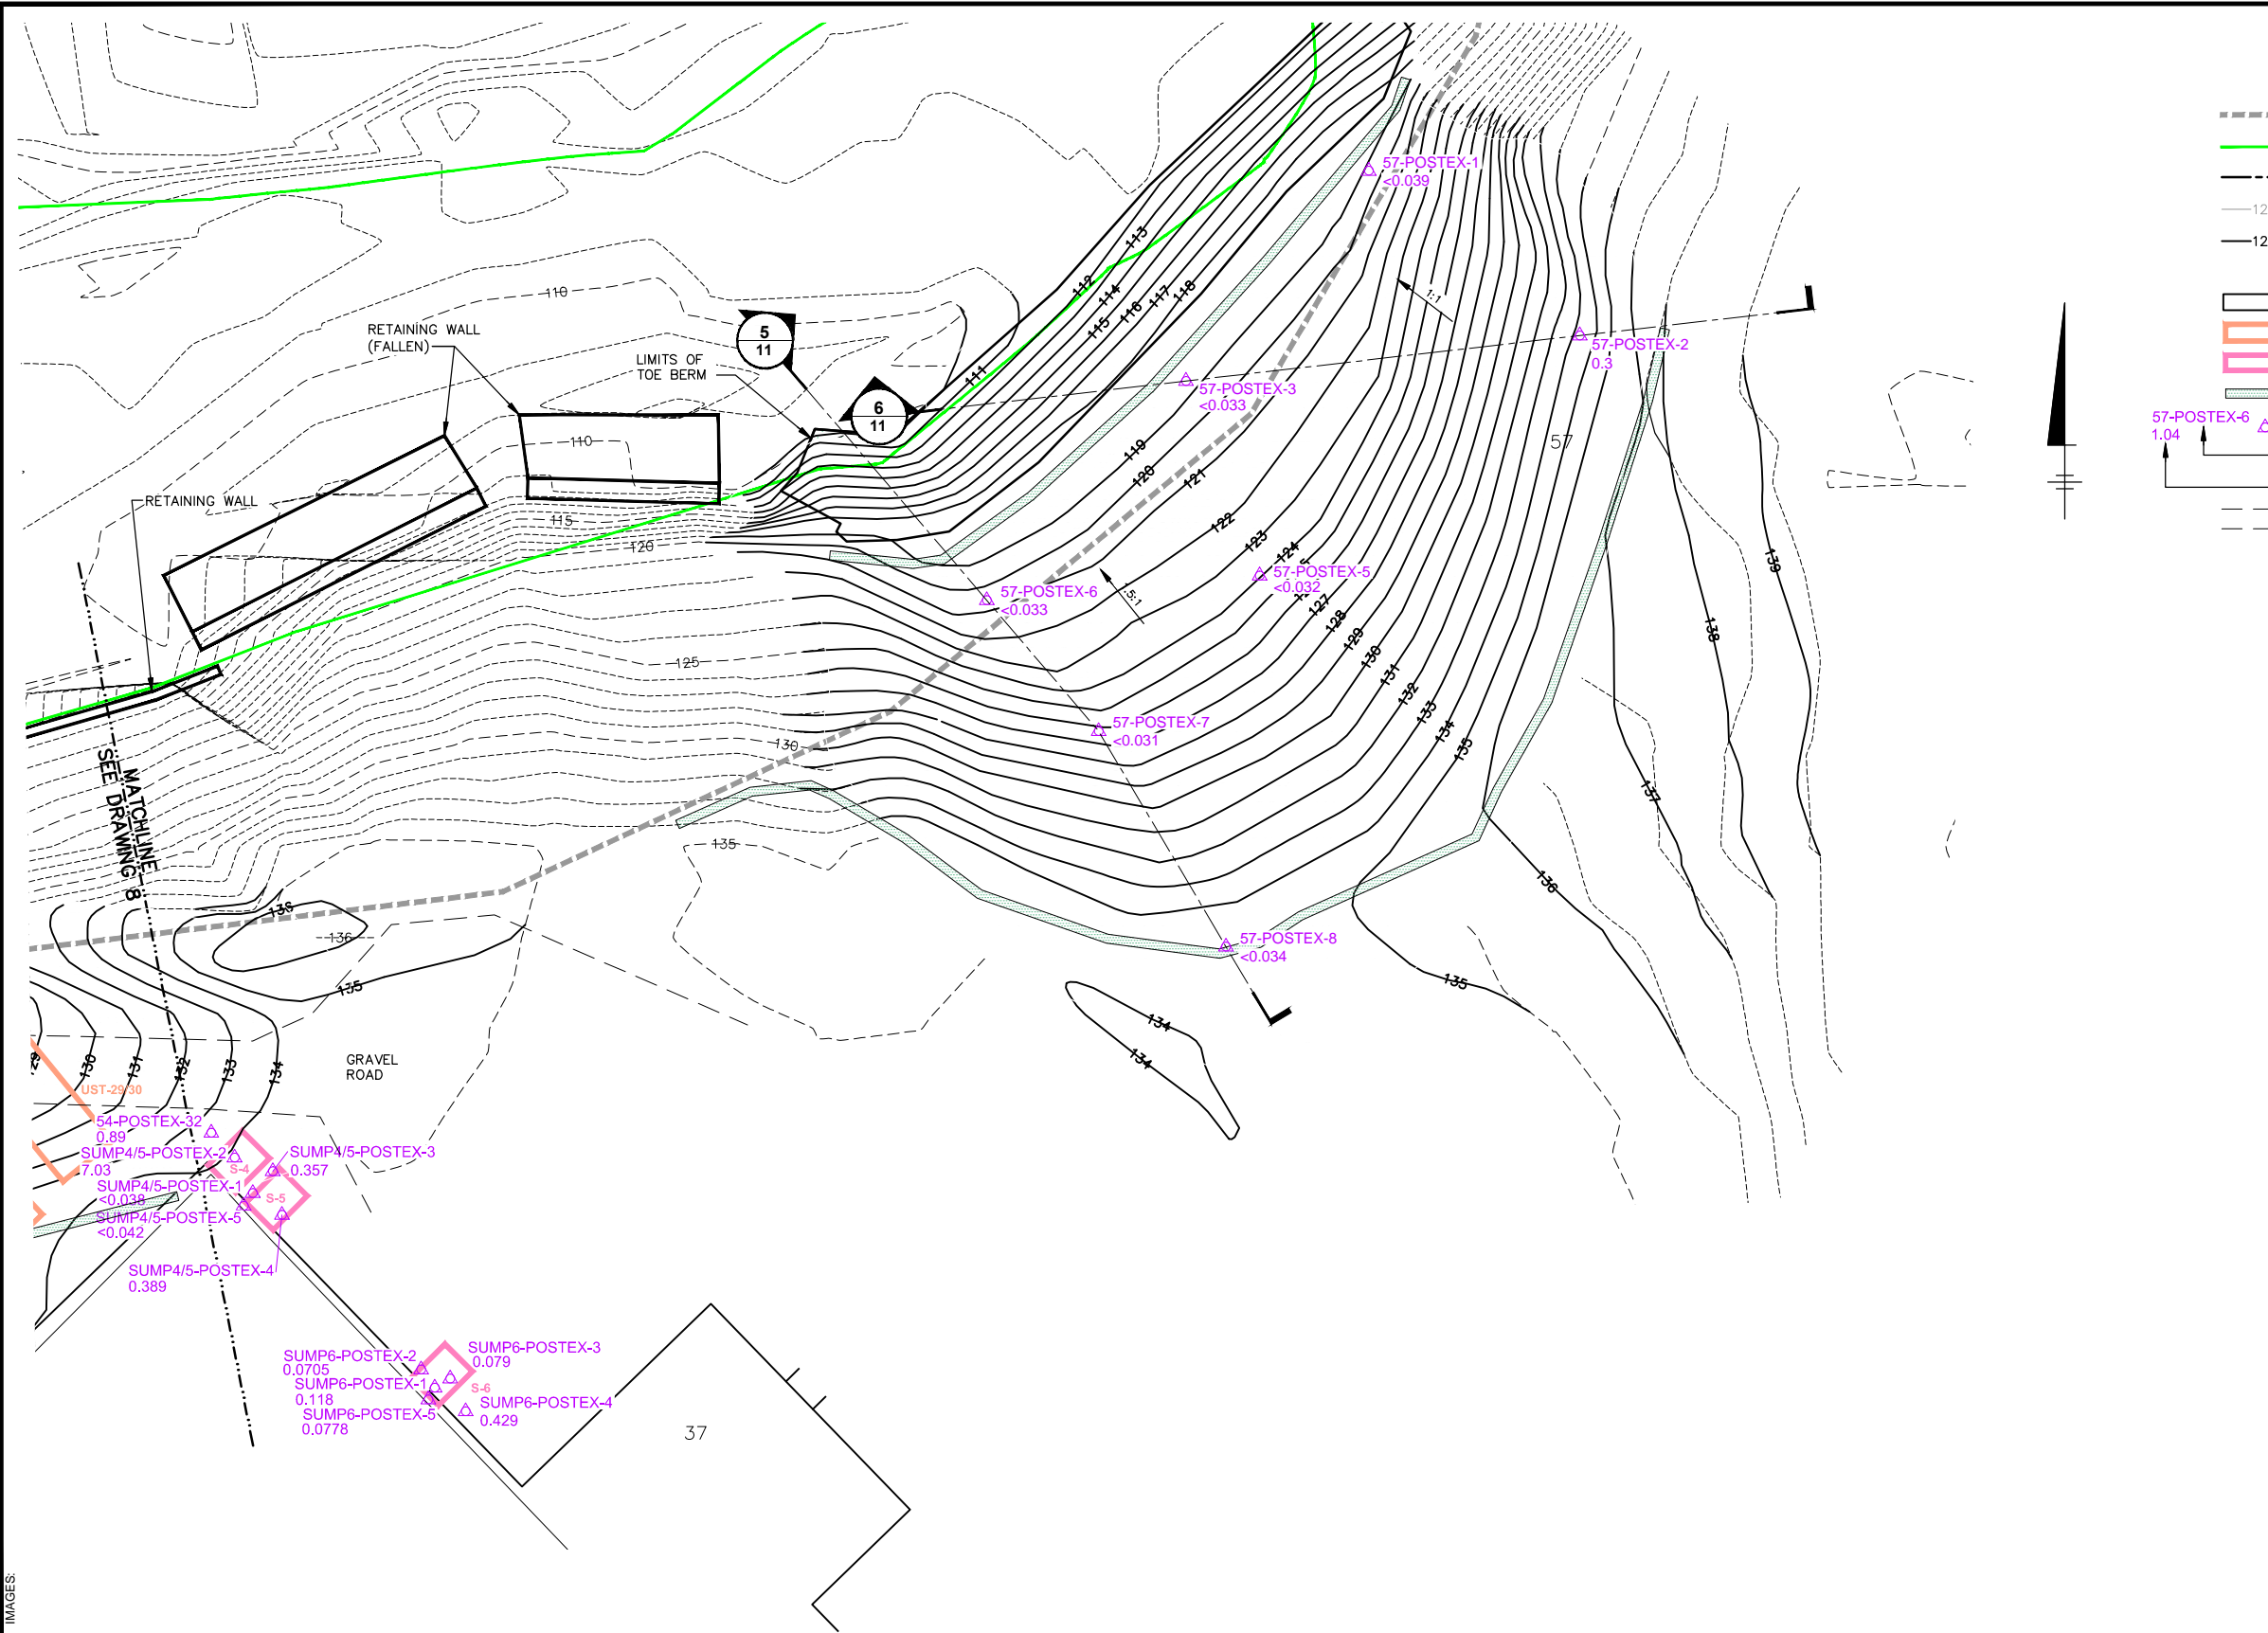 57-POSTEX-1
<0.039
12
12
113
112
114
117
118
116
115
111
110
RETAINING WALL
(FALLEN)
LIMITS OF
TOE BERM
5
11
6
11
1:1
57-POSTEX-2
0.3
57-POSTEX-3
<0.033
57-POSTEX-6
1.04
57
110
RETAINING WALL
115
120
119
120
121
122
123
124
57-POSTEX-5
<0.032
127
128
129
130
131
132
133
134
135
1.5:1
57-POSTEX-6
<0.033
139
138
137
136
135
125
130
135
57-POSTEX-7
<0.031
MATCHLINE
SEE DRAWING 8
136
136
135
57-POSTEX-8
<0.034
134
134
GRAVEL
ROAD
129
130
131
132
133
134
UST-29/30
54-POSTEX-32
0.89
SUMP4/5-POSTEX-2
7.03
SUMP4/5-POSTEX-3
0.357
S-4
SUMP4/5-POSTEX-1
<0.038
S-5
SUMP4/5-POSTEX-5
<0.042
SUMP4/5-POSTEX-4
0.389
SUMP6-POSTEX-3
0.079
SUMP6-POSTEX-2
0.0705
SUMP6-POSTEX-1
0.118
S-6
SUMP6-POSTEX-4
0.429
SUMP6-POSTEX-5
0.0778
37
IMAGES: